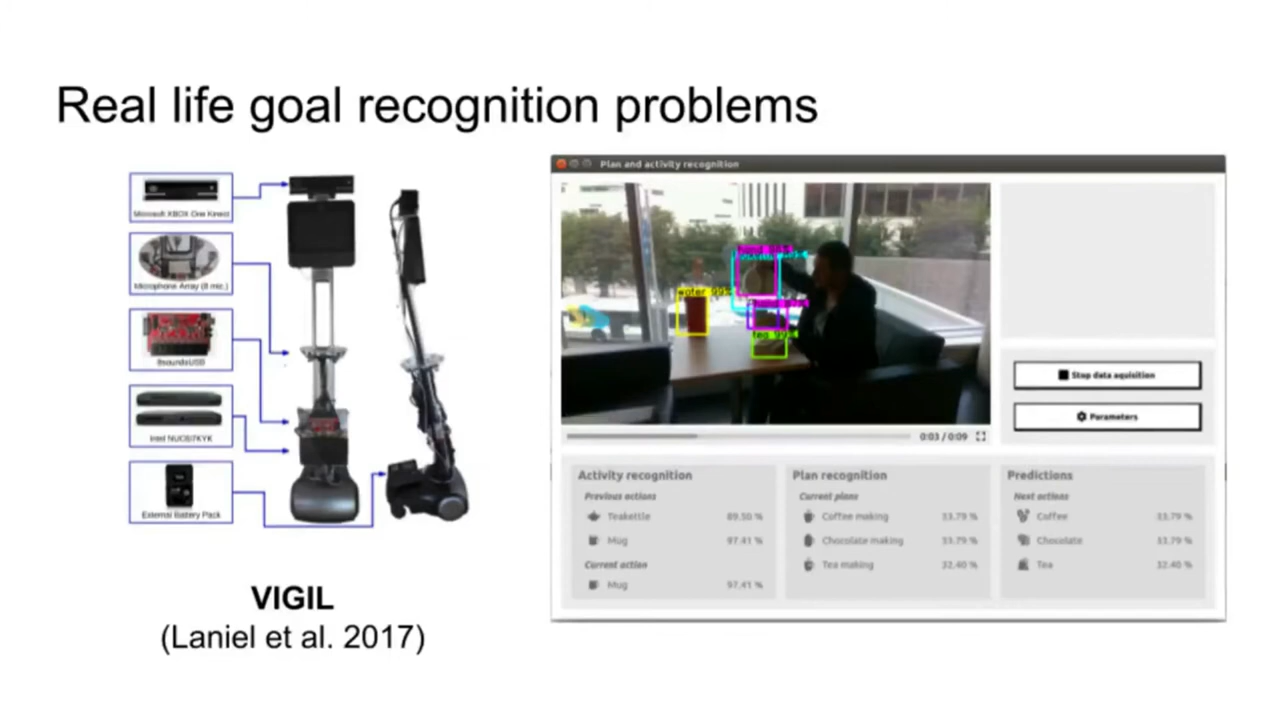 Real life goal recognition problems
Microsoft XBOX One Kinect
Microphone Array (8 mic.)
8soundsUSB
External Battery Pack
VIGIL
(Laniel et al. 2017)
Plan and activity recognition
water 99%
tea 99%
0:03 / 0:09
Stop data aquisition
Parameters
Activity recognition
Previous actions
Teakettle 89.50 %
Mug 97.41 %
Current action
Mug 97.41 %
Plan recognition
Current plans
Coffee making 33.79 %
Chocolate making 33.79 %
Tea making 32.40 %
Predictions
Next actions
Coffee 33.79 %
Chocolate 33.79 %
Tea 32.40 %